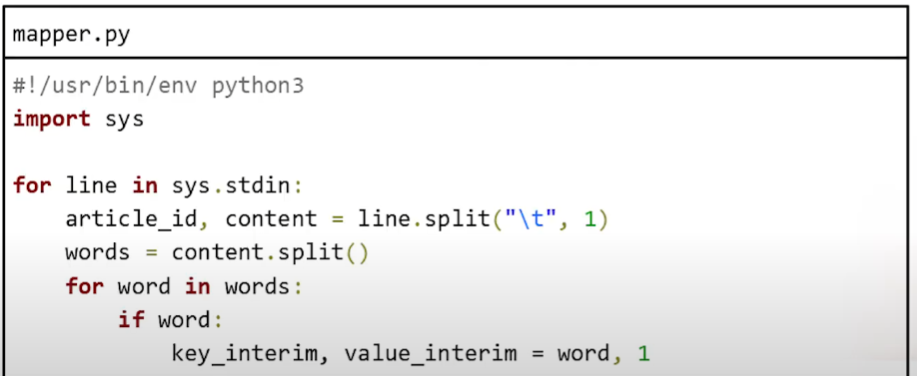 mapper.py
#!/usr/bin/env python3
import sys
for line in sys.stdin:
article_id, content = line.split("\t", 1)
words = content.split()
for word in words:
if word:
key_interim, value_interim = word, 1